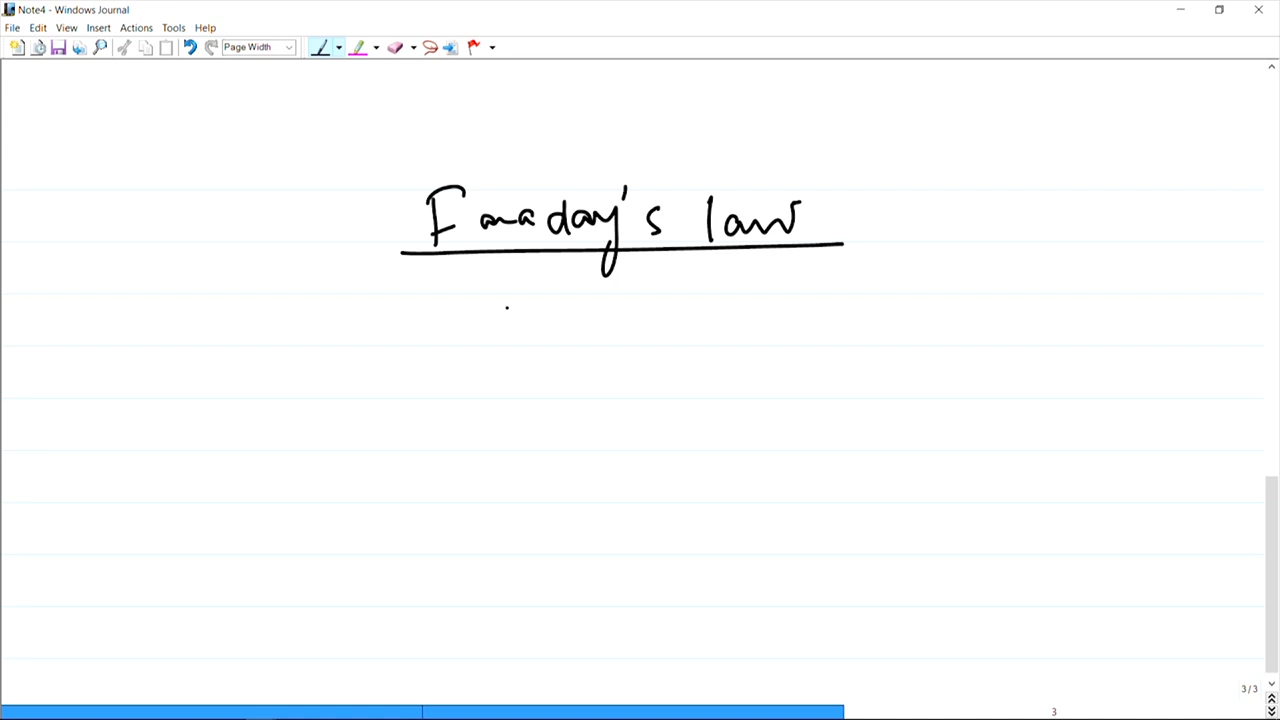 Note4 - Windows Journal
File Edit View Insert Actions Tools Help
Page Width
Faraday's law
3/3
3